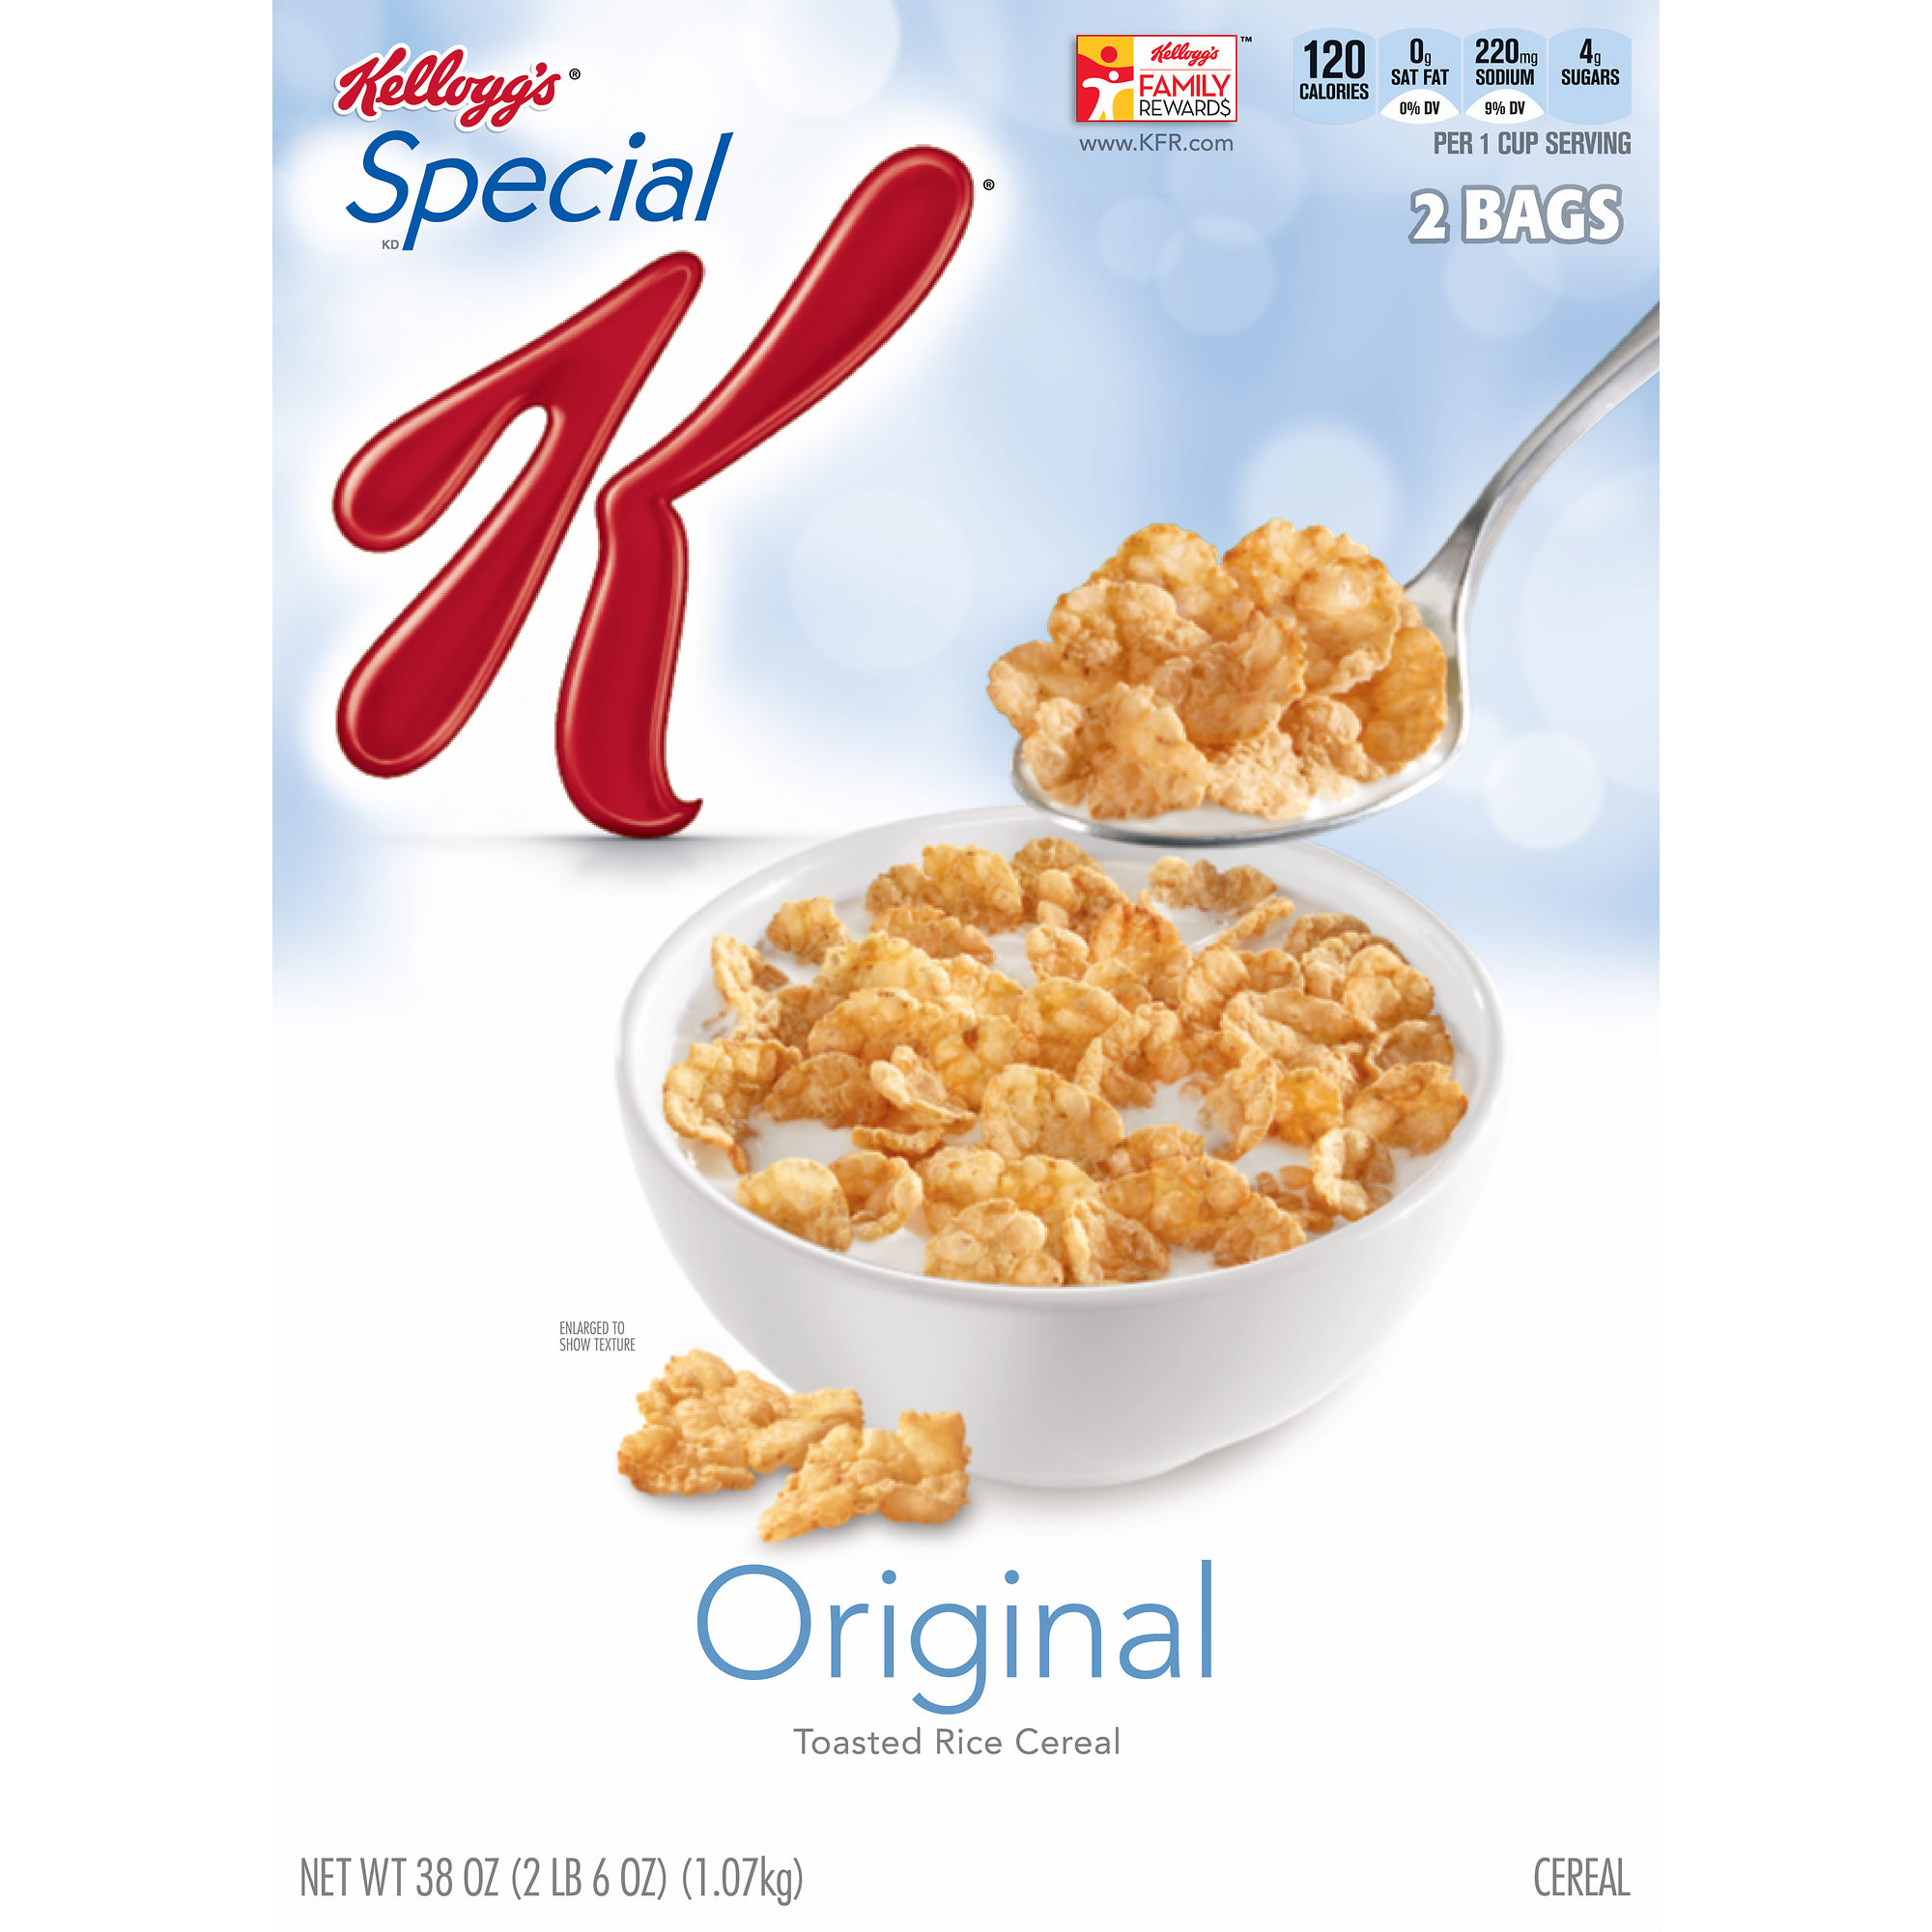 Kellogg's®
Special
K®
KD
Kellogg's™
FAMILY
REWARDS
www.KFR.com
120
CALORIES
0g
SAT FAT
0% DV
220mg
SODIUM
9% DV
4g
SUGARS
PER 1 CUP SERVING
2 BAGS
ENLARGED TO
SHOW TEXTURE
Original
Toasted Rice Cereal
NET WT 38 OZ (2 LB 6 OZ) (1.07kg)
CEREAL